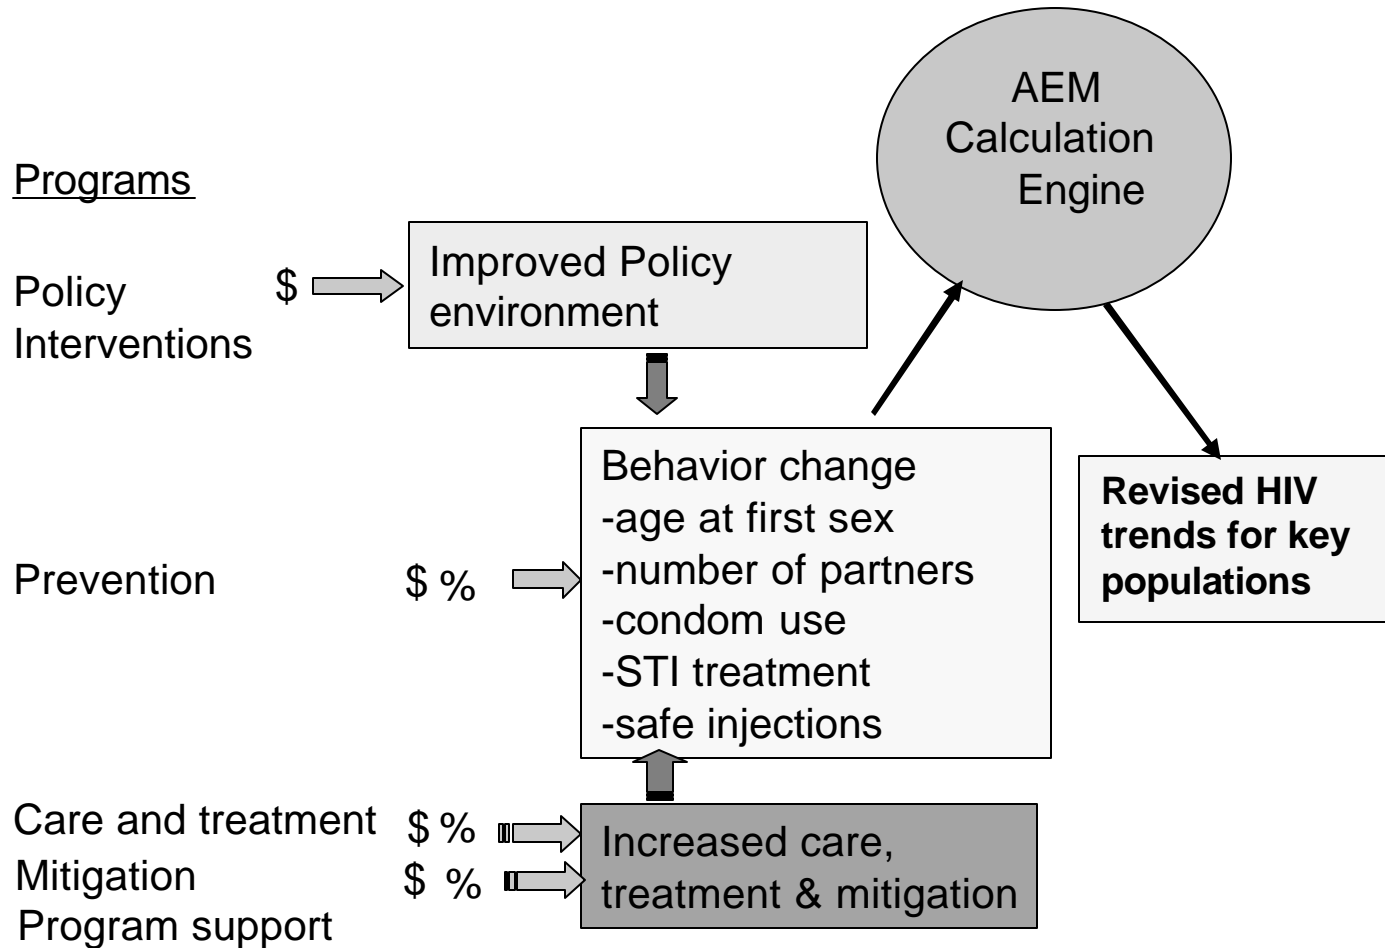 AEM
Calculation
Engine
Programs
Policy
Interventions
$
Improved Policy
environment
Prevention
$ %
Behavior change
-age at first sex
-number of partners
-condom use
-STI treatment
-safe injections
Revised HIV
trends for key
populations
Care and treatment
$ %
Mitigation
$ %
Program support
Increased care,
treatment & mitigation